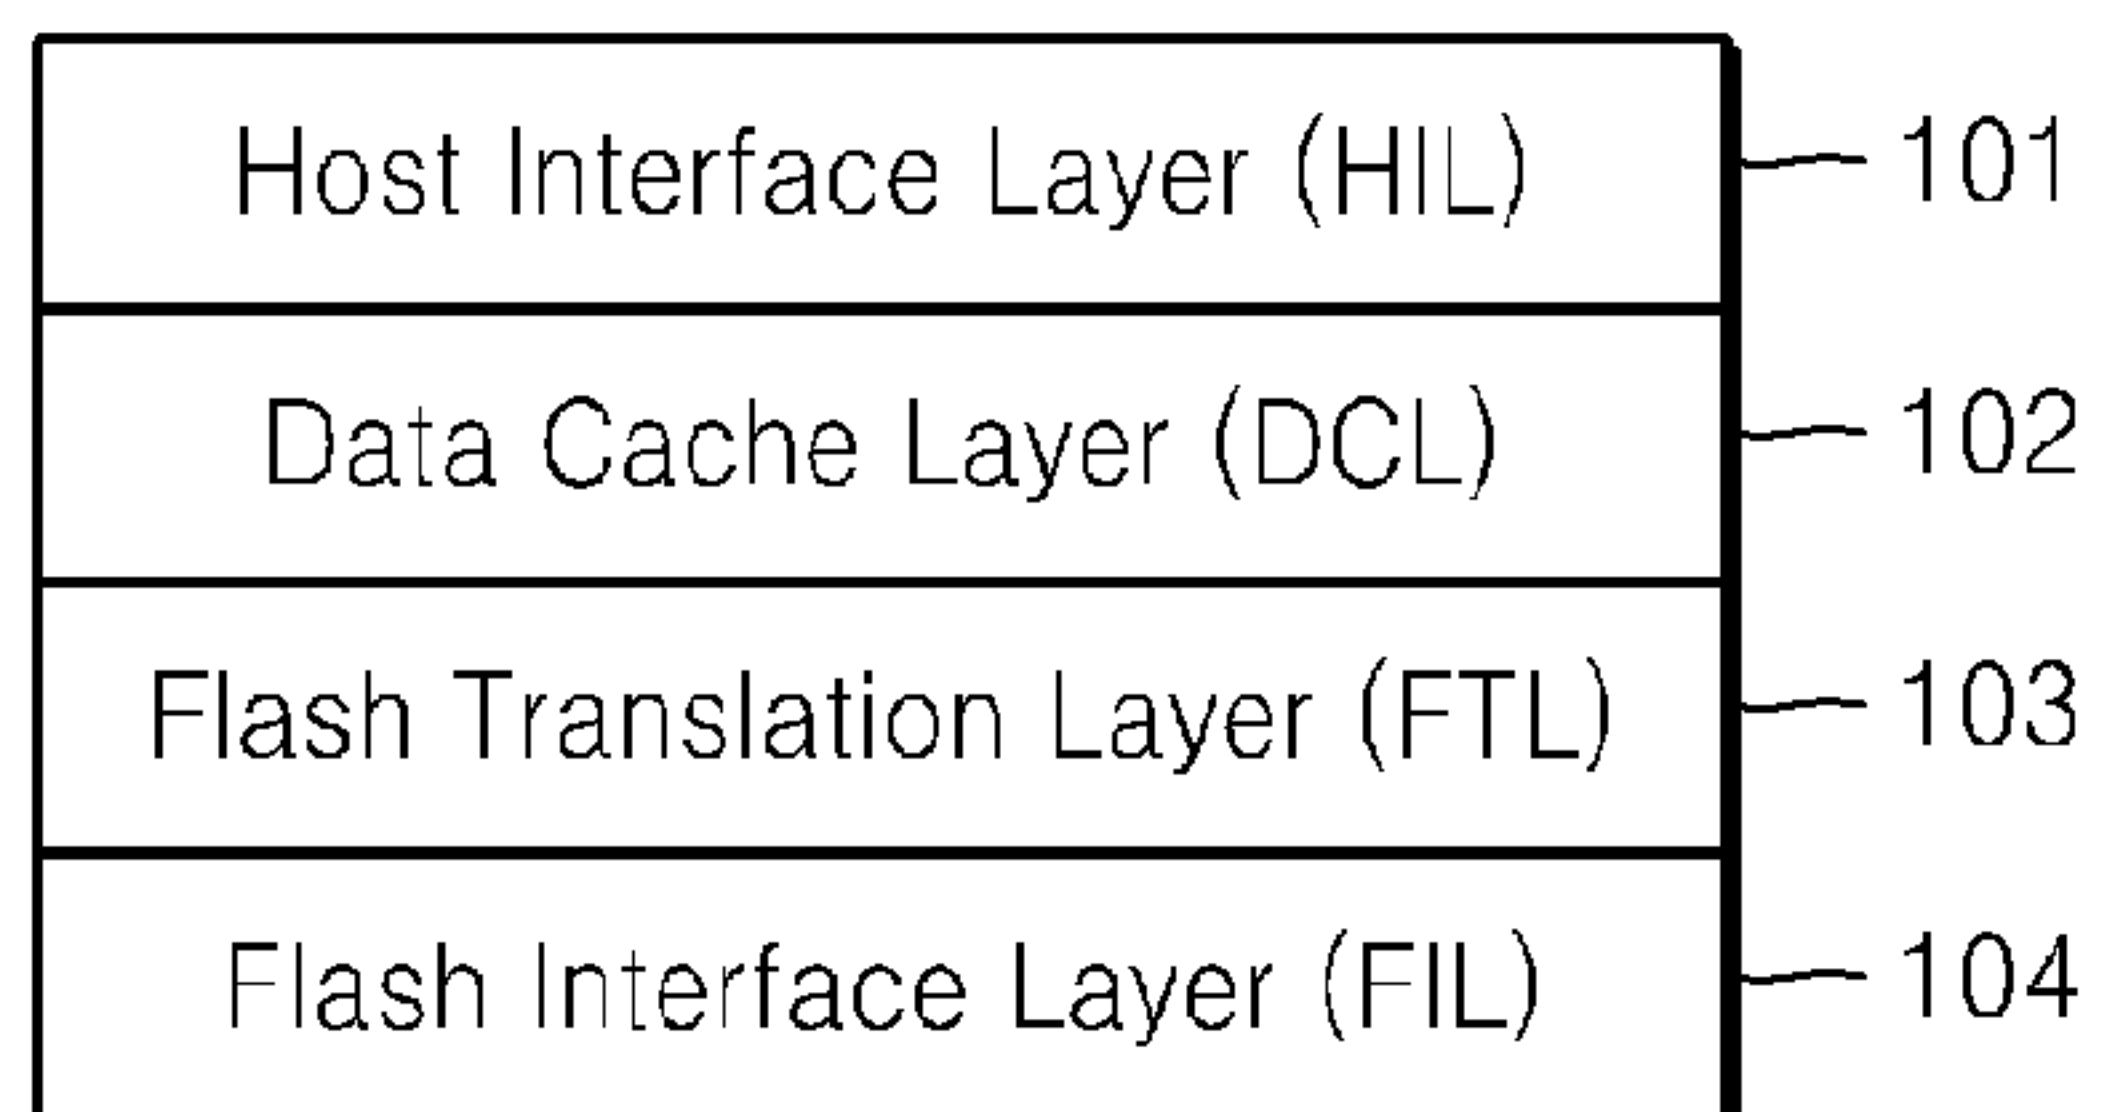 Host Interface Layer (HIL) 101
Data Cache Layer (DCL) 102
Flash Translation Layer (FTL) 103
Flash Interface Layer (FIL) 104